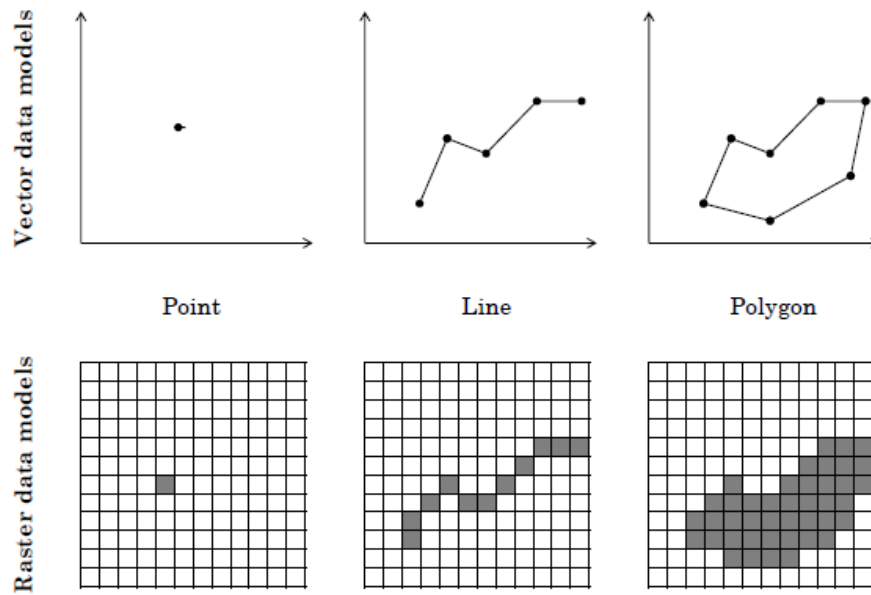 Vector data models
Point
Line
Polygon
Raster data models